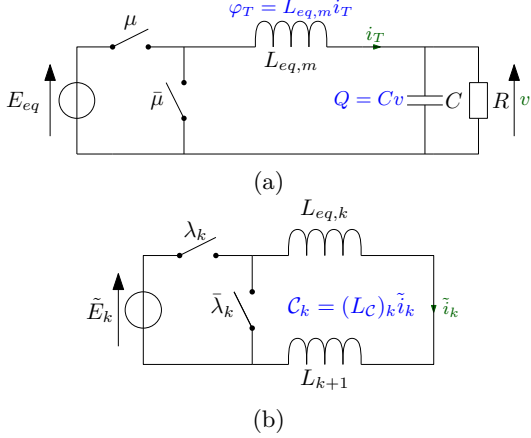 φ_T = L_{eq,m} i_T
μ
i_T
L_{eq,m}
E_{eq}
μ̄
Q = Cv
C
R
v
(a)
L_{eq,k}
λ_k
Ẽ_k
λ̄_k
𝒞_k = (L_𝒞)_k ĩ_k
ĩ_k
L_{k+1}
(b)